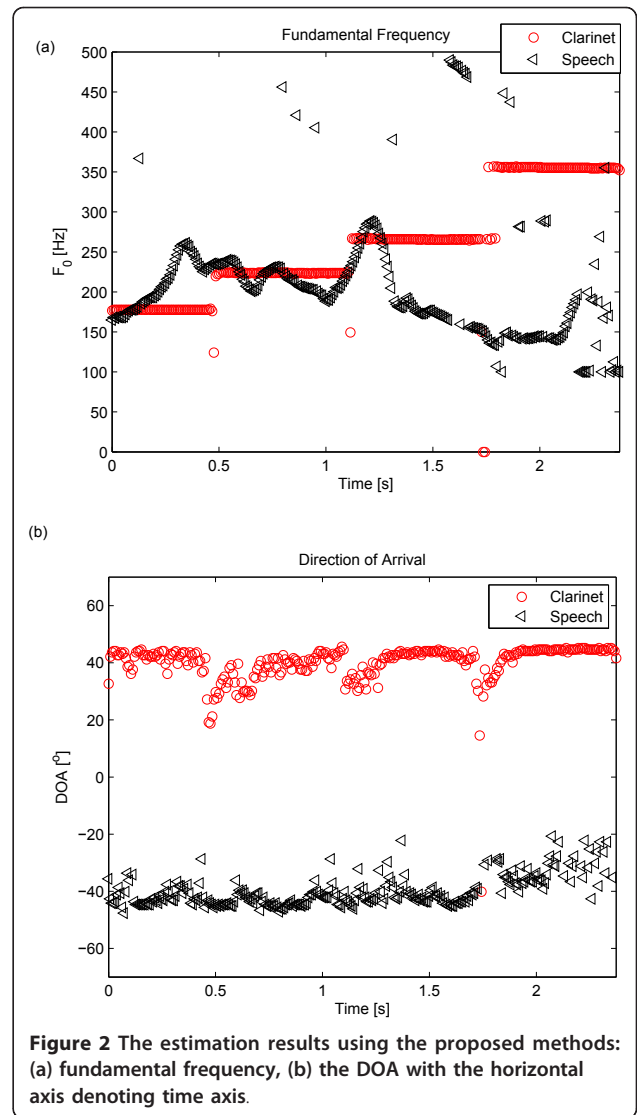 (a)
Fundamental Frequency
Clarinet
Speech
500
450
400
350
300
250
200
150
100
50
0
F_0 [Hz]
0
0.5
1
1.5
2
Time [s]
(b)
Direction of Arrival
Clarinet
Speech
60
40
20
0
−20
−40
−60
DOA [°]
0
0.5
1
1.5
2
Time [s]
Figure 2 The estimation results using the proposed methods:
(a) fundamental frequency, (b) the DOA with the horizontal
axis denoting time axis.